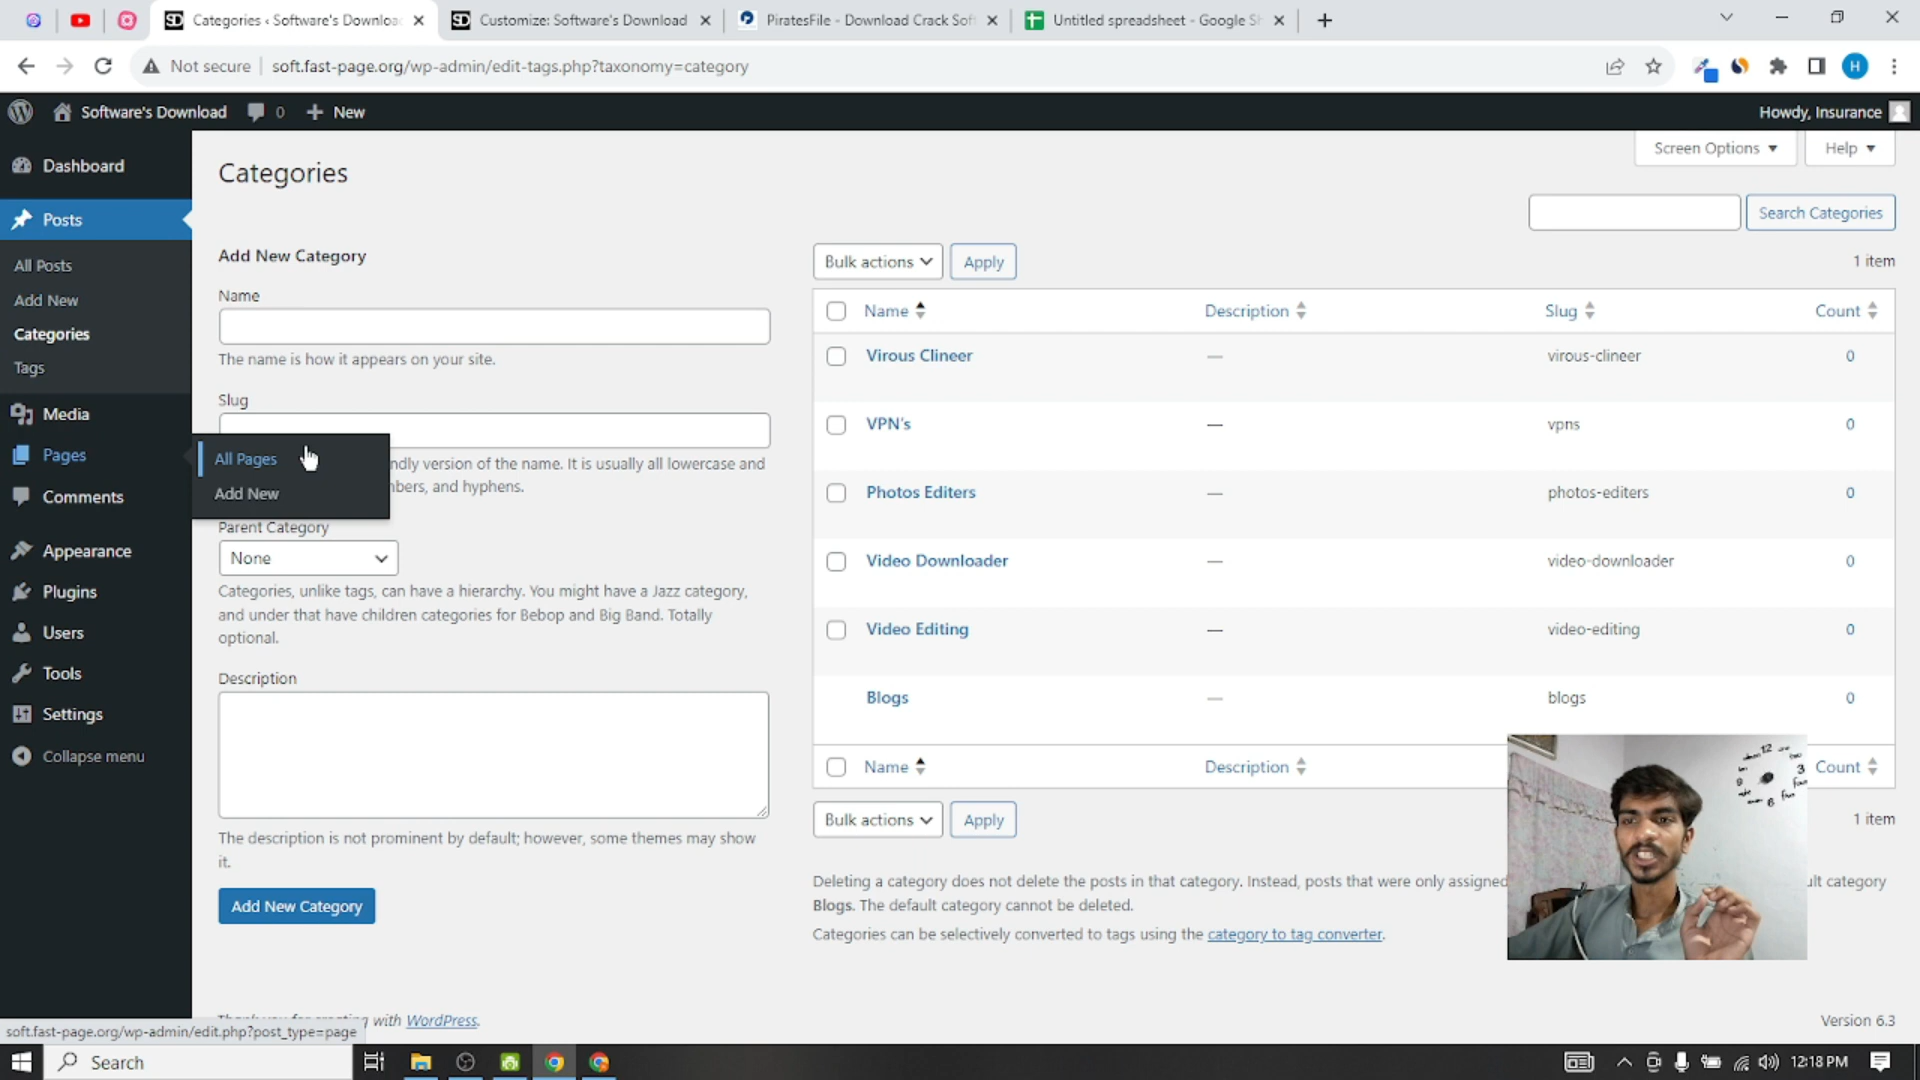 Categories ‹ Software's Downloa
Customize: Software's Download
PiratesFile - Download Crack Sof
Untitled spreadsheet - Google Sh
Not secure
soft.fast-page.org/wp-admin/edit-tags.php?taxonomy=category
H
Software's Download
0
New
Howdy, Insurance
Dashboard
Posts
All Posts
Add New
Categories
Tags
Media
Pages
All Pages
Add New
Comments
Appearance
Plugins
Users
Tools
Settings
Collapse menu
Categories
Screen Options
Help
Search Categories
Add New Category
Name
The name is how it appears on your site.
Slug
ndly version of the name. It is usually all lowercase and
bers, and hyphens.
Parent Category
None
Categories, unlike tags, can have a hierarchy. You might have a Jazz category,
and under that have children categories for Bebop and Big Band. Totally
optional.
Description
The description is not prominent by default; however, some themes may show
it.
Add New Category
Bulk actions
Apply
1 item
Name Description Slug Count
Virous Clineer — virous-clineer 0
VPN's — vpns 0
Photos Editers — photos-editers 0
Video Downloader — video-downloader 0
Video Editing — video-editing 0
Blogs — blogs 0
Name Description Count
Bulk actions
Apply
1 item
Deleting a category does not delete the posts in that category. Instead, posts that were only assigned ult category
Blogs. The default category cannot be deleted.
Categories can be selectively converted to tags using the category to tag converter.
with WordPress.
Version 6.3
soft.fast-page.org/wp-admin/edit.php?post_type=page
Search
12:18 PM